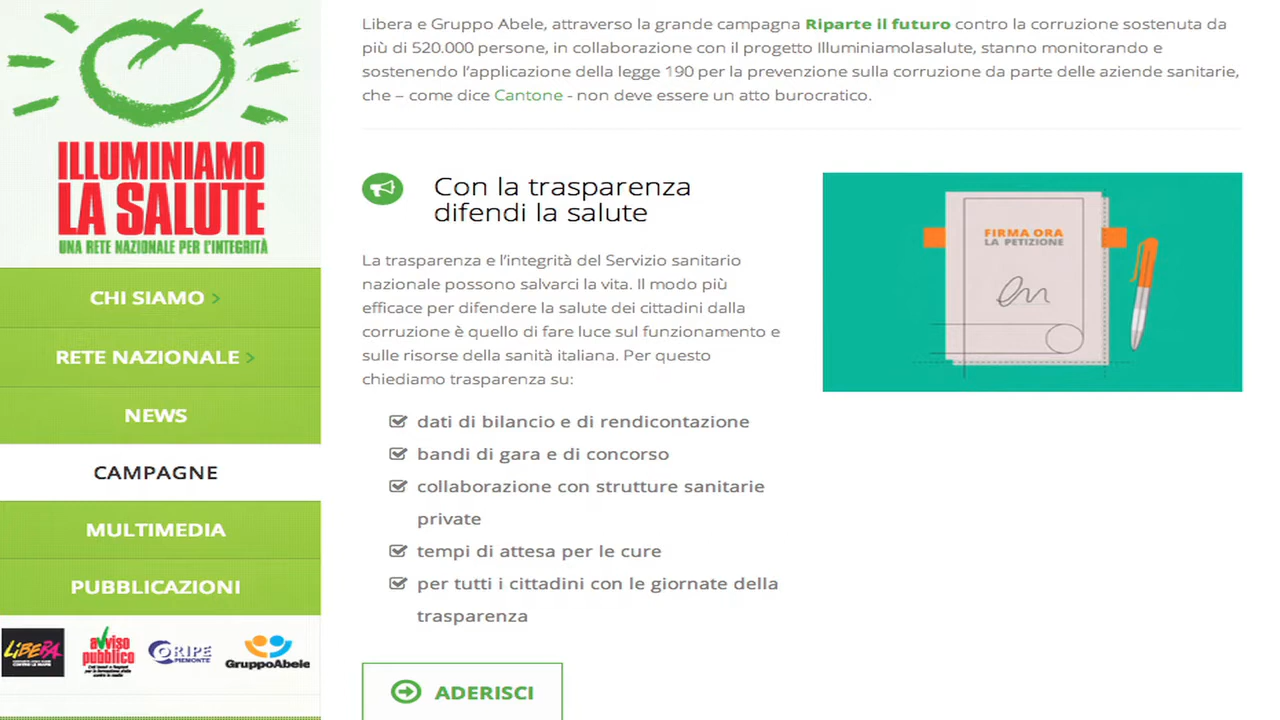 ILLUMINIAMO
LA SALUTE
UNA RETE NAZIONALE PER L'INTEGRITÀ
CHI SIAMO >
RETE NAZIONALE >
NEWS
CAMPAGNE
MULTIMEDIA
PUBBLICAZIONI
LIBERA
avviso
pubblico
CORIPE
PIEMONTE
GruppoAbele
Libera e Gruppo Abele, attraverso la grande campagna Riparte il futuro contro la corruzione sostenuta da
più di 520.000 persone, in collaborazione con il progetto Illuminiamolasalute, stanno monitorando e
sostenendo l'applicazione della legge 190 per la prevenzione sulla corruzione da parte delle aziende sanitarie,
che – come dice Cantone - non deve essere un atto burocratico.
Con la trasparenza
difendi la salute
La trasparenza e l'integrità del Servizio sanitario
nazionale possono salvarci la vita. Il modo più
efficace per difendere la salute dei cittadini dalla
corruzione è quello di fare luce sul funzionamento e
sulle risorse della sanità italiana. Per questo
chiediamo trasparenza su:
dati di bilancio e di rendicontazione
bandi di gara e di concorso
collaborazione con strutture sanitarie
private
tempi di attesa per le cure
per tutti i cittadini con le giornate della
trasparenza
ADERISCI
FIRMA ORA
LA PETIZIONE